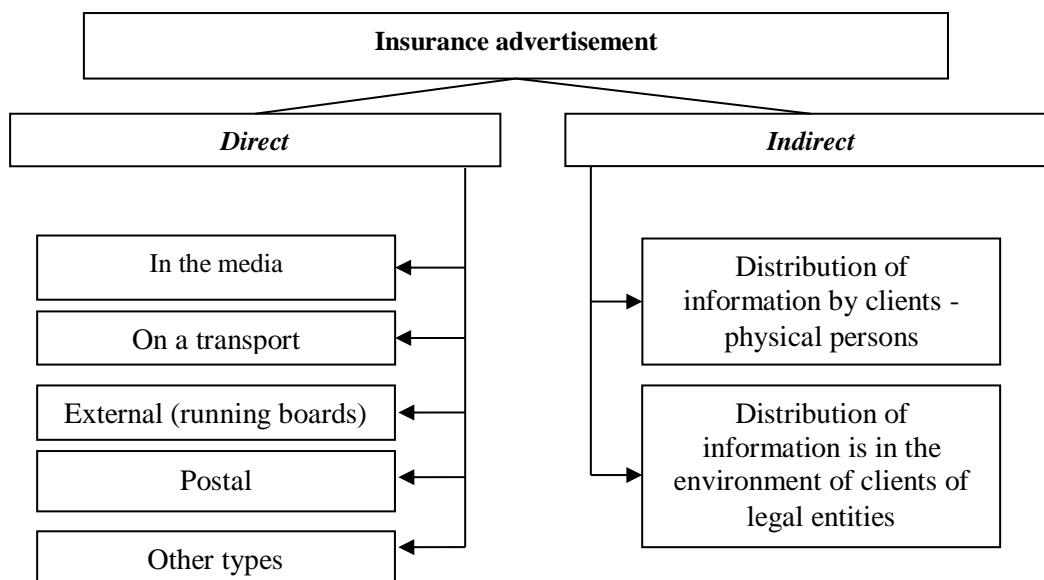 Insurance advertisement
Direct
Indirect
In the media
On a transport
External (running boards)
Postal
Other types
Distribution of
information by clients -
physical persons
Distribution of
information is in the
environment of clients of
legal entities